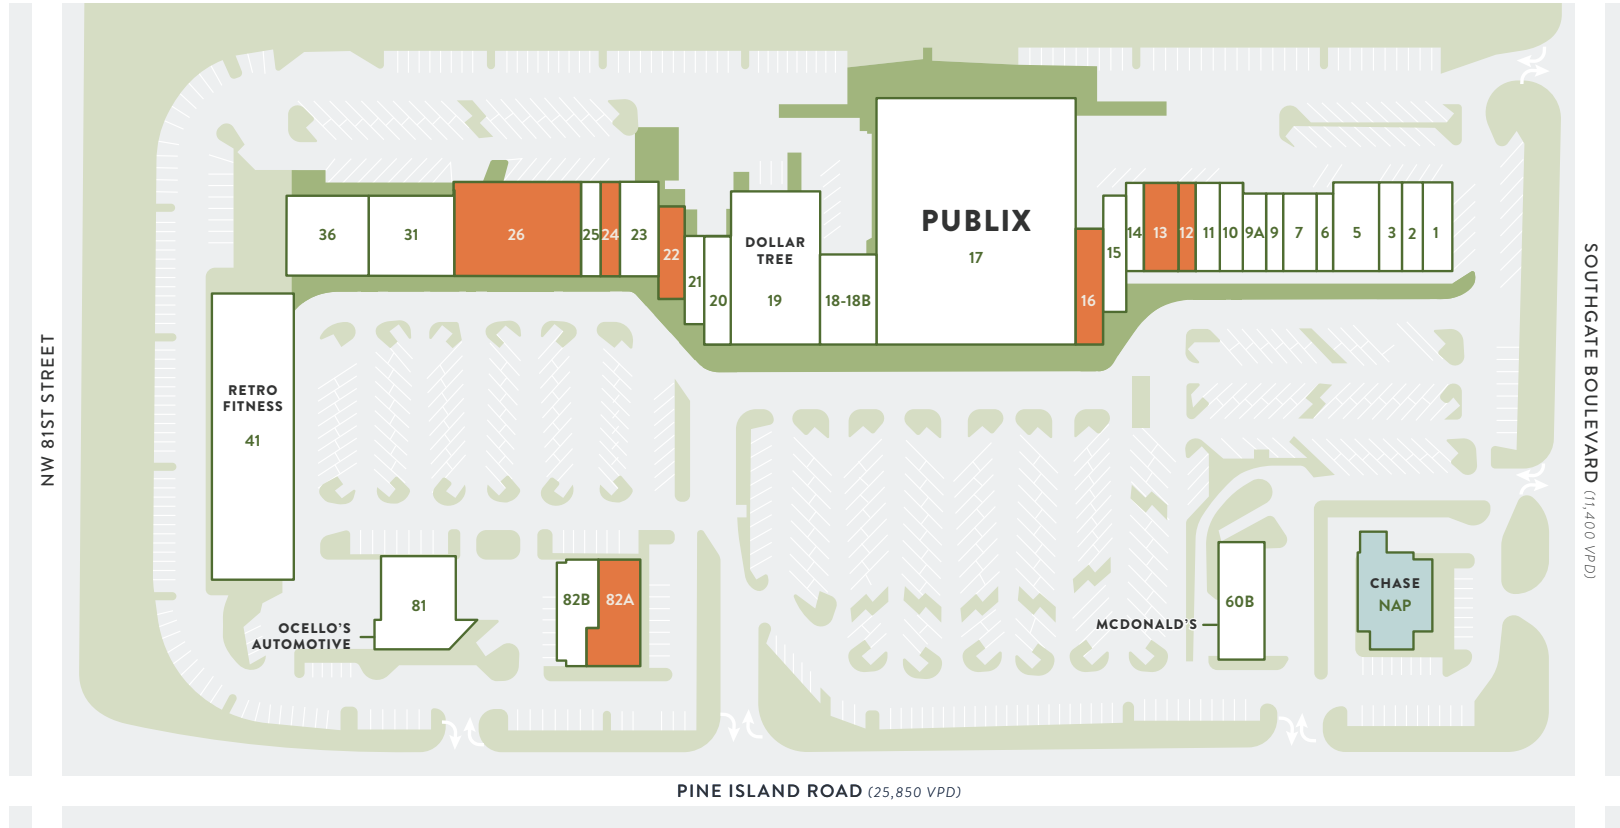 36
31
26
25
24
23
22
21
20
DOLLAR
TREE
19
18-18B
PUBLIX
17
16
15
14
13
12
11
10
9A
9
7
6
5
3
2
1
RETRO
FITNESS
41
81
OCELLO'S
AUTOMOTIVE
82B
82A
MCDONALD'S
60B
CHASE
NAP
NW 81ST STREET
SOUTHGATE BOULEVARD (11,400 VPD)
PINE ISLAND ROAD (25,850 VPD)